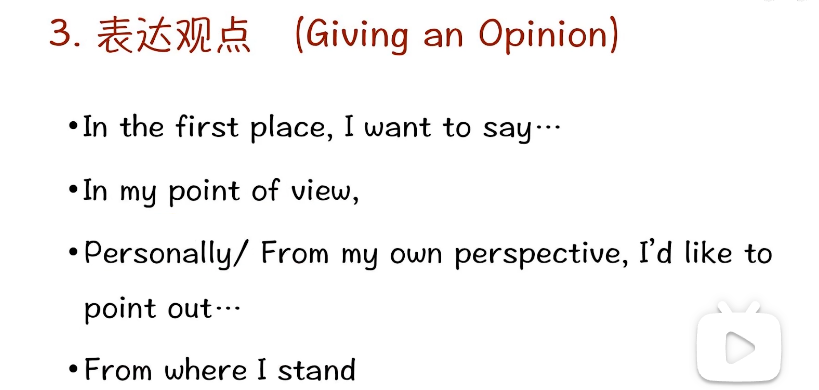 3. 表达观点 (Giving an Opinion)
•In the first place, I want to say…
•In my point of view,
•Personally/ From my own perspective, I'd like to
point out…
•From where I stand